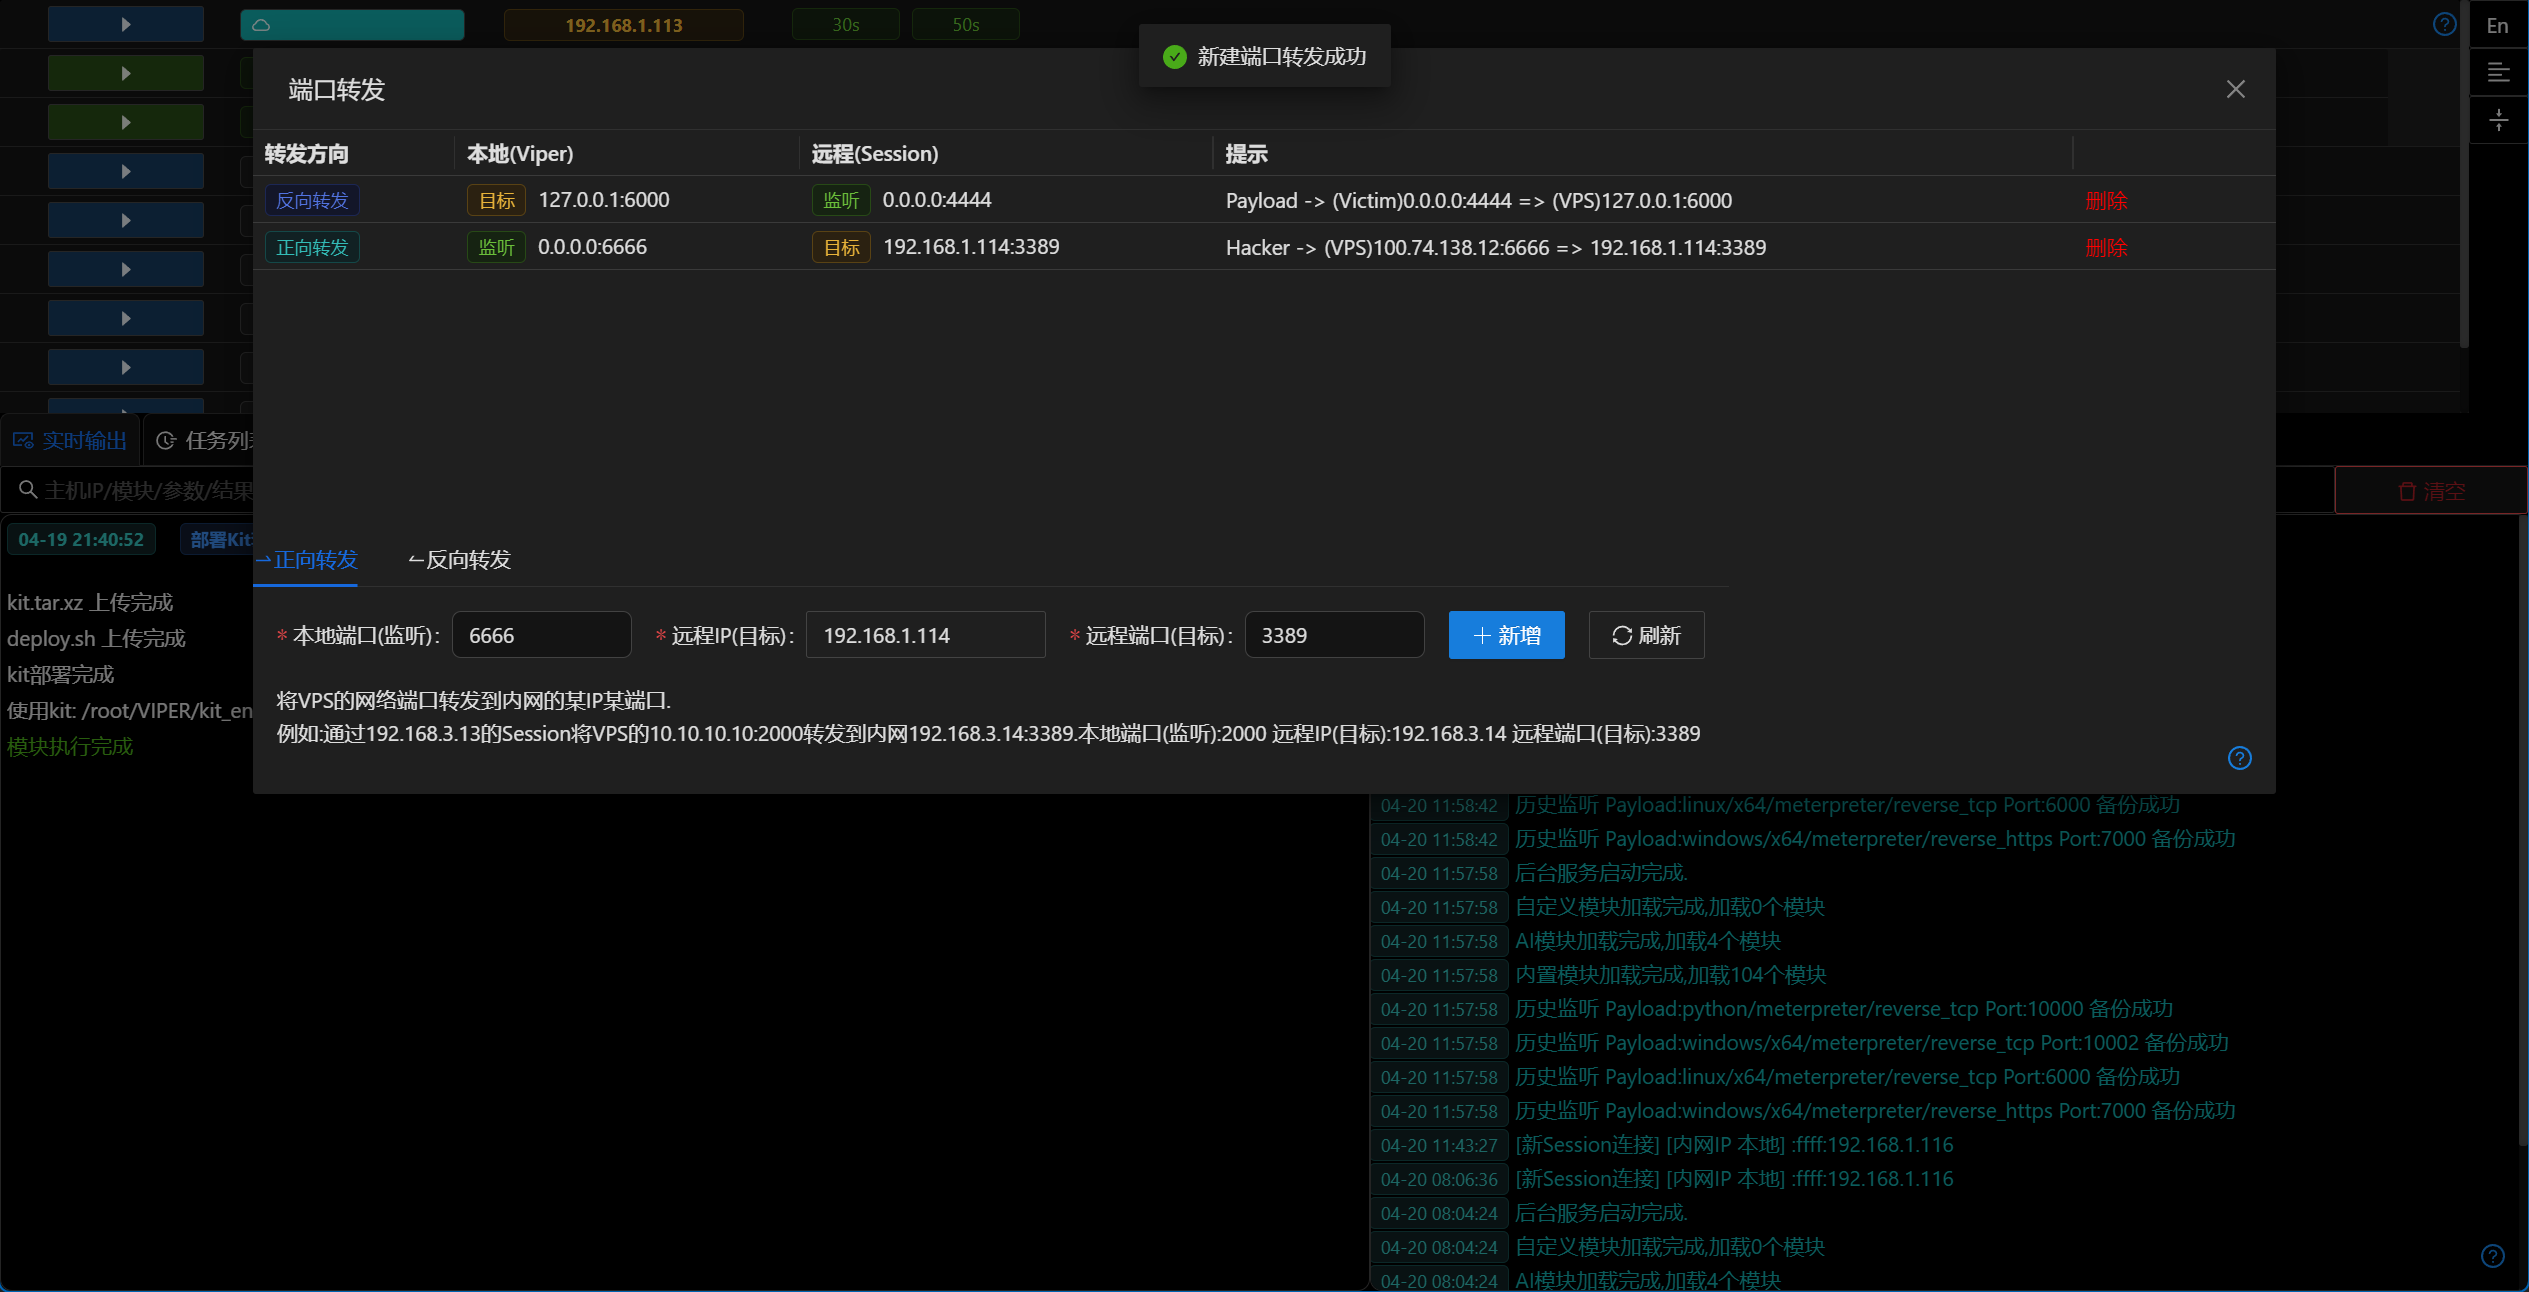 192.168.1.113 30s 50s
En
新建端口转发成功
端口转发
转发方向 本地(Viper) 远程(Session) 提示
反向转发 目标 127.0.0.1:6000 监听 0.0.0.0:4444 Payload -> (Victim)0.0.0.0:4444 => (VPS)127.0.0.1:6000 删除
正向转发 监听 0.0.0.0:6666 目标 192.168.1.114:3389 Hacker -> (VPS)100.74.138.12:6666 => 192.168.1.114:3389 删除
实时输出 任务列
主机IP/模块/参数/结果 清空
04-19 21:40:52 部署Kit
kit.tar.xz 上传完成
deploy.sh 上传完成
kit部署完成
使用kit: /root/VIPER/kit_en
模块执行完成
正向转发 反向转发
* 本地端口(监听): 6666 * 远程IP(目标): 192.168.1.114 * 远程端口(目标): 3389 新增 刷新
将VPS的网络端口转发到内网的某IP某端口.
例如:通过192.168.3.13的Session将VPS的10.10.10.10:2000转发到内网192.168.3.14:3389.本地端口(监听):2000 远程IP(目标):192.168.3.14 远程端口(目标):3389
04-20 11:58:42 历史监听 Payload:linux/x64/meterpreter/reverse_tcp Port:6000 备份成功
04-20 11:58:42 历史监听 Payload:windows/x64/meterpreter/reverse_https Port:7000 备份成功
04-20 11:57:58 后台服务启动完成.
04-20 11:57:58 自定义模块加载完成,加载0个模块
04-20 11:57:58 AI模块加载完成,加载4个模块
04-20 11:57:58 内置模块加载完成,加载104个模块
04-20 11:57:58 历史监听 Payload:python/meterpreter/reverse_tcp Port:10000 备份成功
04-20 11:57:58 历史监听 Payload:windows/x64/meterpreter/reverse_tcp Port:10002 备份成功
04-20 11:57:58 历史监听 Payload:linux/x64/meterpreter/reverse_tcp Port:6000 备份成功
04-20 11:57:58 历史监听 Payload:windows/x64/meterpreter/reverse_https Port:7000 备份成功
04-20 11:43:27 [新Session连接] [内网IP 本地] :ffff:192.168.1.116
04-20 08:06:36 [新Session连接] [内网IP 本地] :ffff:192.168.1.116
04-20 08:04:24 后台服务启动完成.
04-20 08:04:24 自定义模块加载完成,加载0个模块
04-20 08:04:24 AI模块加载完成,加载4个模块